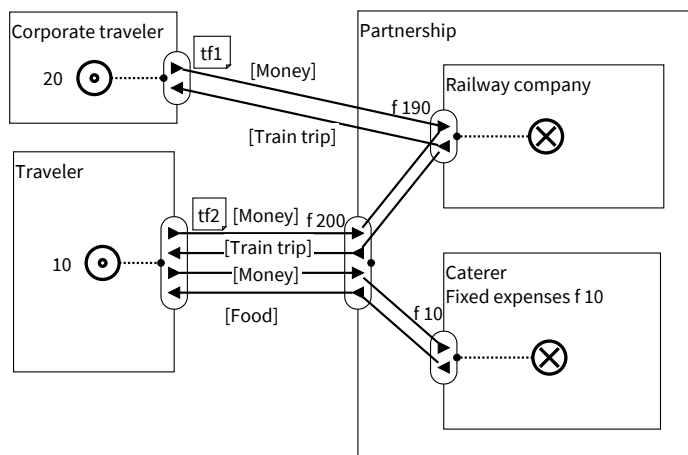 Corporate traveler
20
tf1
[Money]
[Train trip]
Partnership
Railway company
f 190
Traveler
10
tf2
[Money]
f 200
[Train trip]
[Money]
[Food]
f 10
Caterer
Fixed expenses f 10